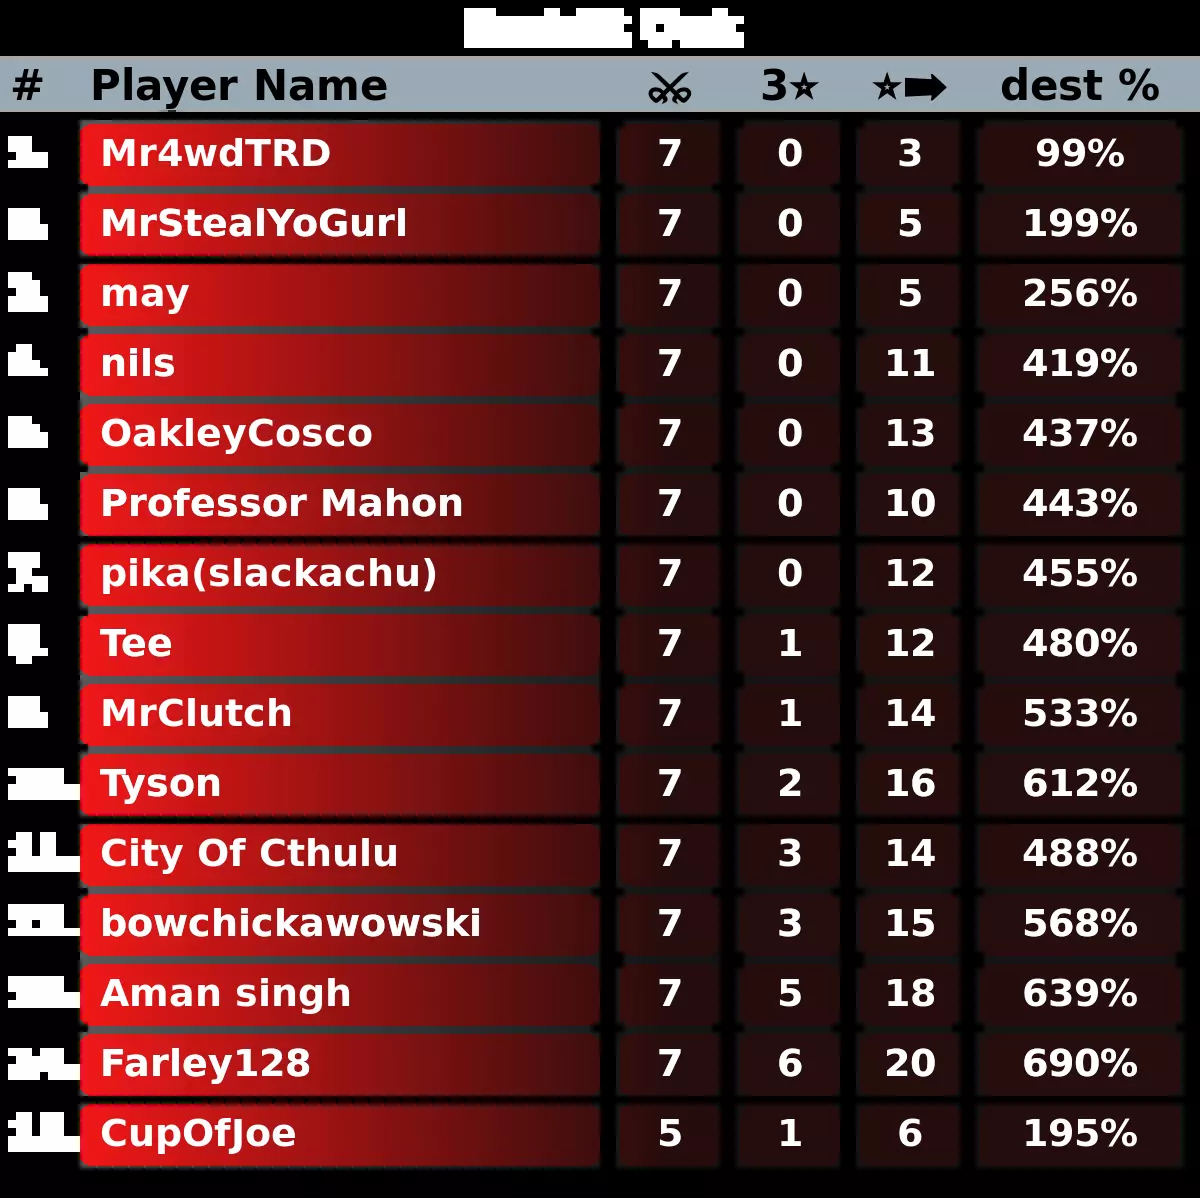 # Player Name ⚔ 3☆ ☆➡ dest %
Mr4wdTRD 7 0 3 99%
MrStealYoGurl 7 0 5 199%
may 7 0 5 256%
nils 7 0 11 419%
OakleyCosco 7 0 13 437%
Professor Mahon 7 0 10 443%
pika(slackachu) 7 0 12 455%
Tee 7 1 12 480%
MrClutch 7 1 14 533%
Tyson 7 2 16 612%
City Of Cthulu 7 3 14 488%
bowchickawowski 7 3 15 568%
Aman singh 7 5 18 639%
Farley128 7 6 20 690%
CupOfJoe 5 1 6 195%